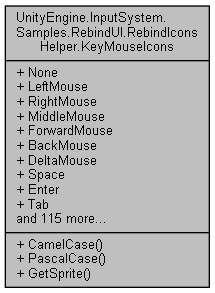 UnityEngine.InputSystem.
Samples.RebindUI.RebindIcons
Helper.KeyMouseIcons
+ None
+ LeftMouse
+ RightMouse
+ MiddleMouse
+ ForwardMouse
+ BackMouse
+ DeltaMouse
+ Space
+ Enter
+ Tab
and 115 more...
+ CamelCase()
+ PascalCase()
+ GetSprite()